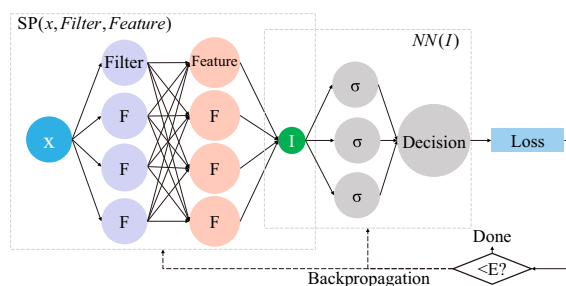 SP(x, Filter, Feature)
NN(I)
Filter
Feature
F
F
σ
x
F
F
I
σ
Decision
Loss
F
F
σ
Done
<E?
Backpropagation